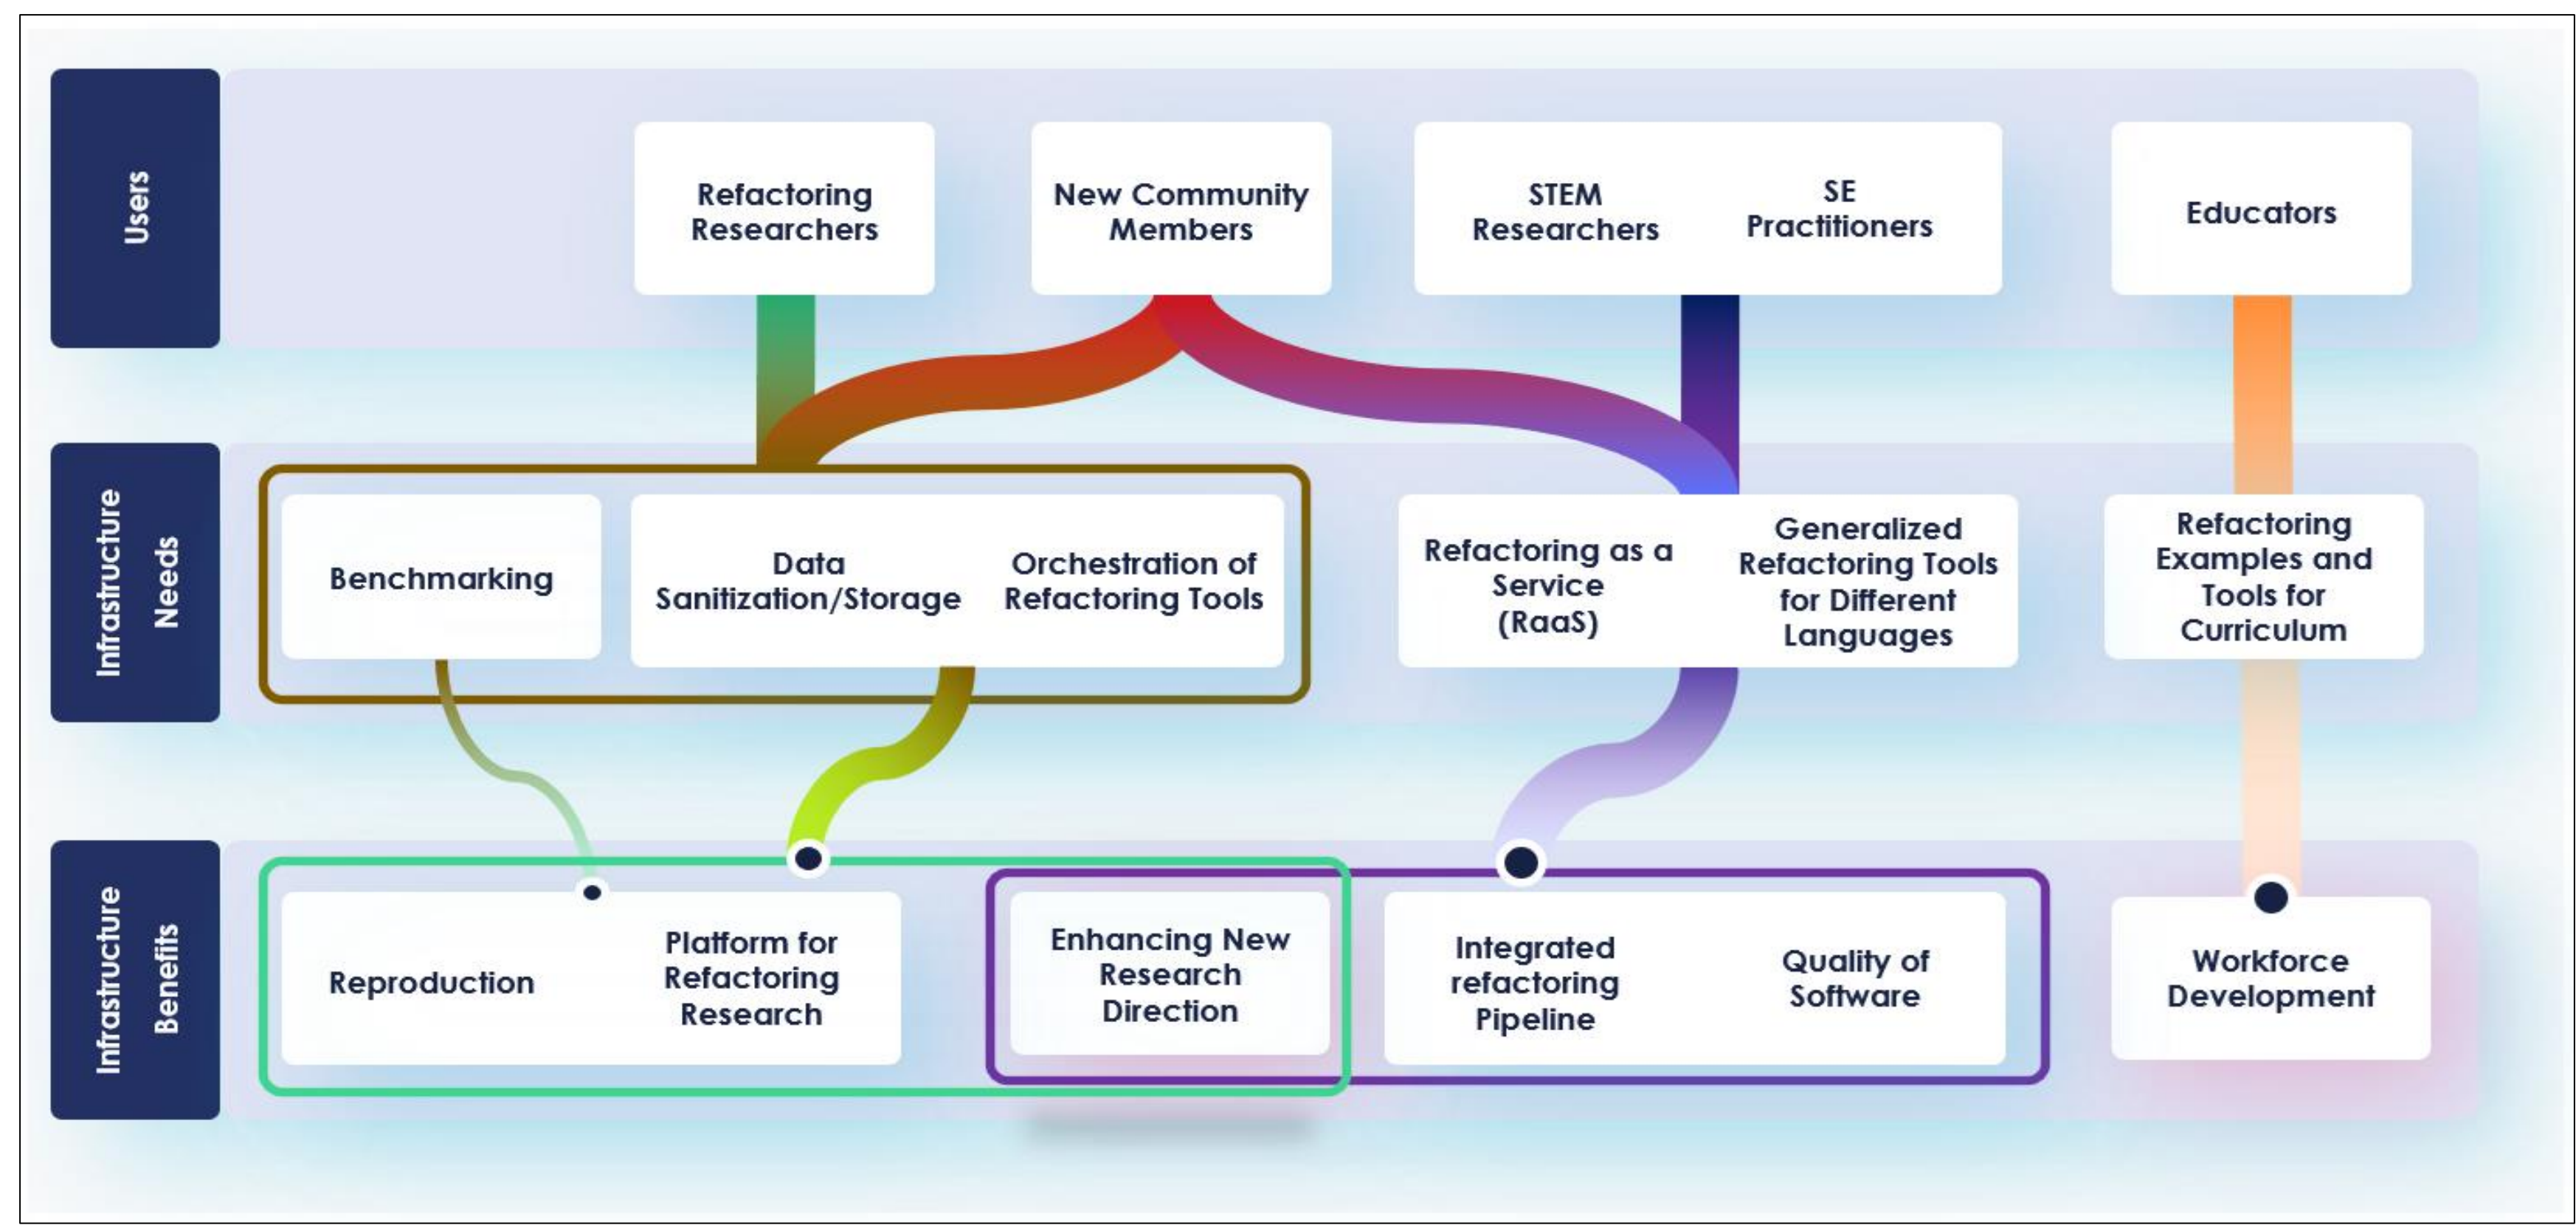 Users
Refactoring
Researchers
New Community
Members
STEM
Researchers
SE
Practitioners
Educators
Infrastructure
Needs
Benchmarking
Data
Sanitization/Storage
Orchestration of
Refactoring Tools
Refactoring as a
Service
(RaaS)
Generalized
Refactoring Tools
for Different
Languages
Refactoring
Examples and
Tools for
Curriculum
Infrastructure
Benefits
Reproduction
Platform for
Refactoring
Research
Enhancing New
Research
Direction
Integrated
refactoring
Pipeline
Quality of
Software
Workforce
Development